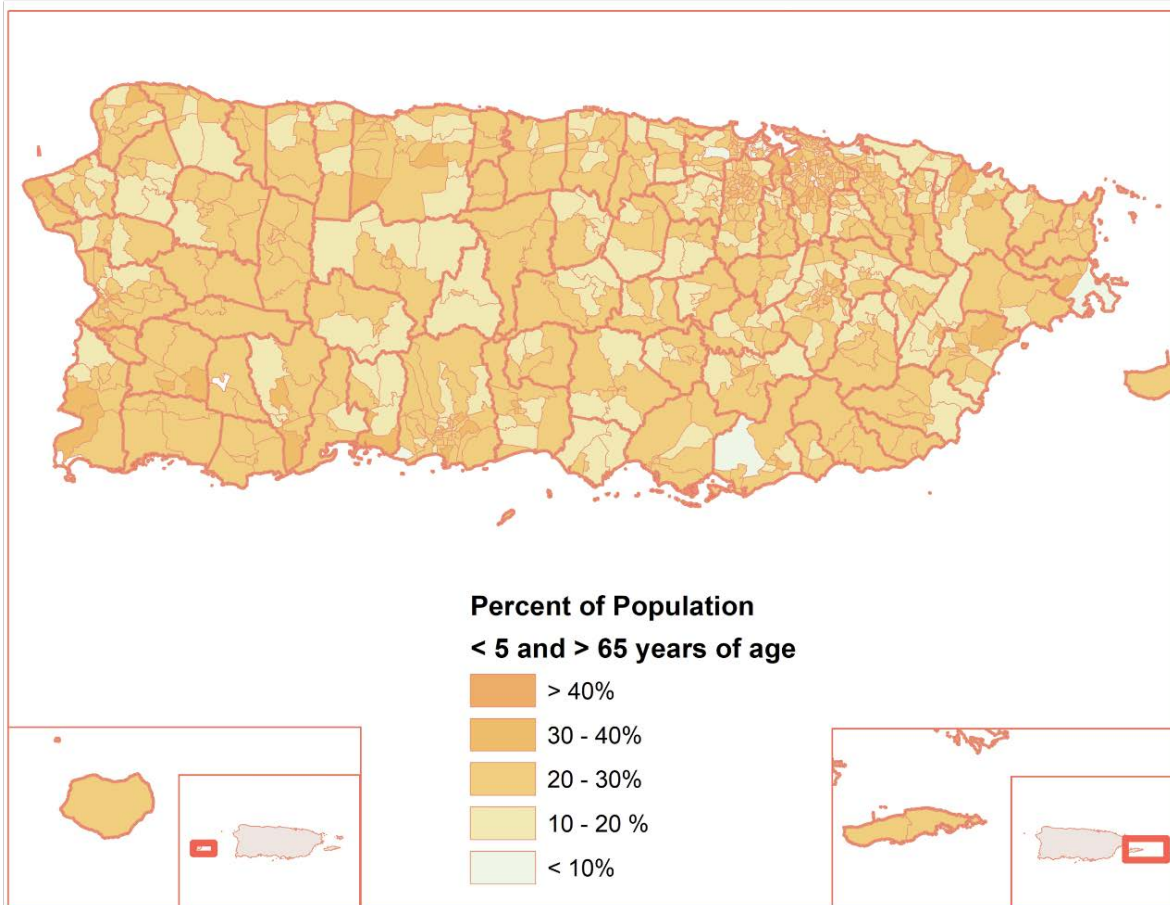 Percent of Population
< 5 and > 65 years of age
> 40%
30 - 40%
20 - 30%
10 - 20 %
< 10%